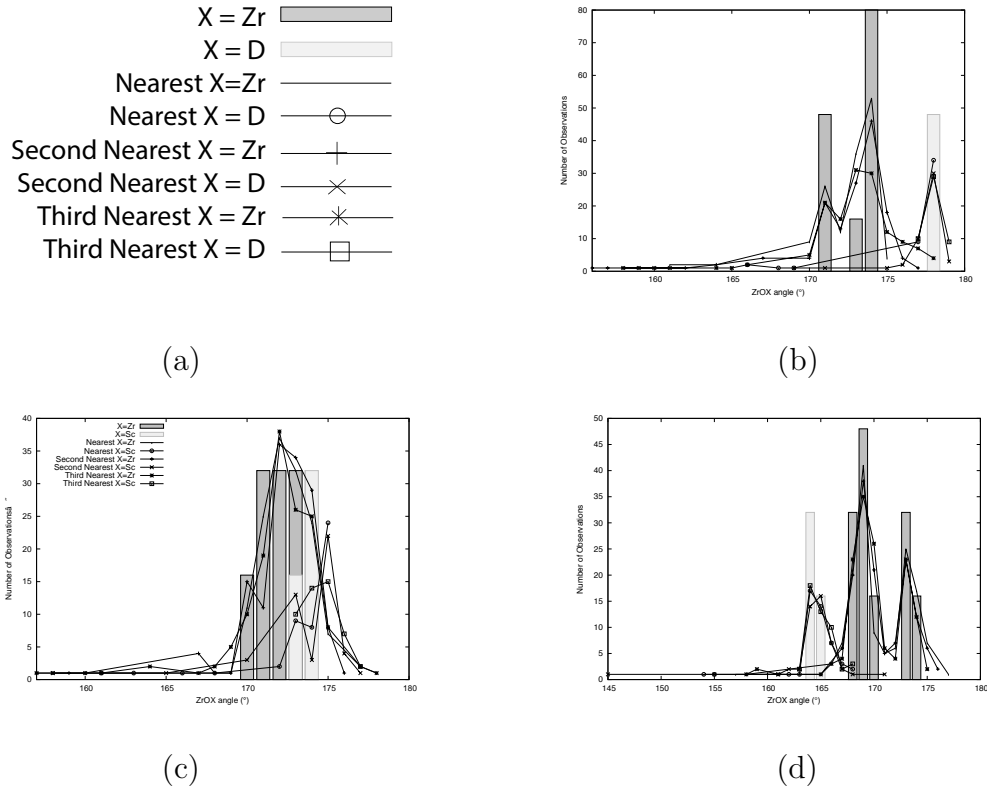 X = Zr
X = D
Nearest X=Zr
Nearest X = D
Second Nearest X = Zr
Second Nearest X = D
Third Nearest X = Zr
Third Nearest X = D
(a)
Number of Observations
80
70
60
50
40
30
20
10
0
160 165 170 175 180
ZrOX angle (°)
(b)
Number of Observationsâ
40
35
30
25
20
15
10
5
0
X=Zr
X=Sc
Nearest X=Zr
Nearest X=Sc
Second Nearest X=Zr
Second Nearest X=Sc
Third Nearest X=Zr
Third Nearest X=Sc
160 165 170 175 180
ZrOX angle (°)
(c)
Number of Observations
50
45
40
35
30
25
20
15
10
5
0
145 150 155 160 165 170 175 180
ZrOX angle (°)
(d)